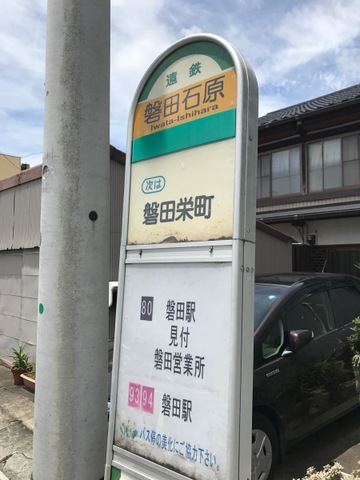 遠鉄
磐田石原
Iwata-Ishihara
次は
磐田栄町
80 磐田駅
見付
磐田営業所
93 94 磐田駅
バス停の美化にご協力下さい。